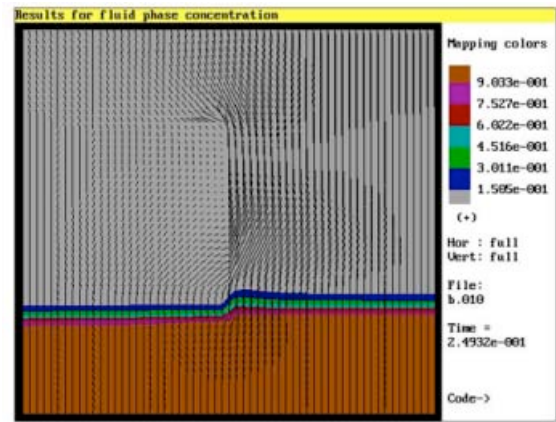 Results for fluid phase concentration
Mapping colors
9.033e-001
7.527e-001
6.022e-001
4.516e-001
3.011e-001
1.505e-001
(+)
Hor : full
Vert: full
File:
b.010
Time =
2.4932e-001
Code->